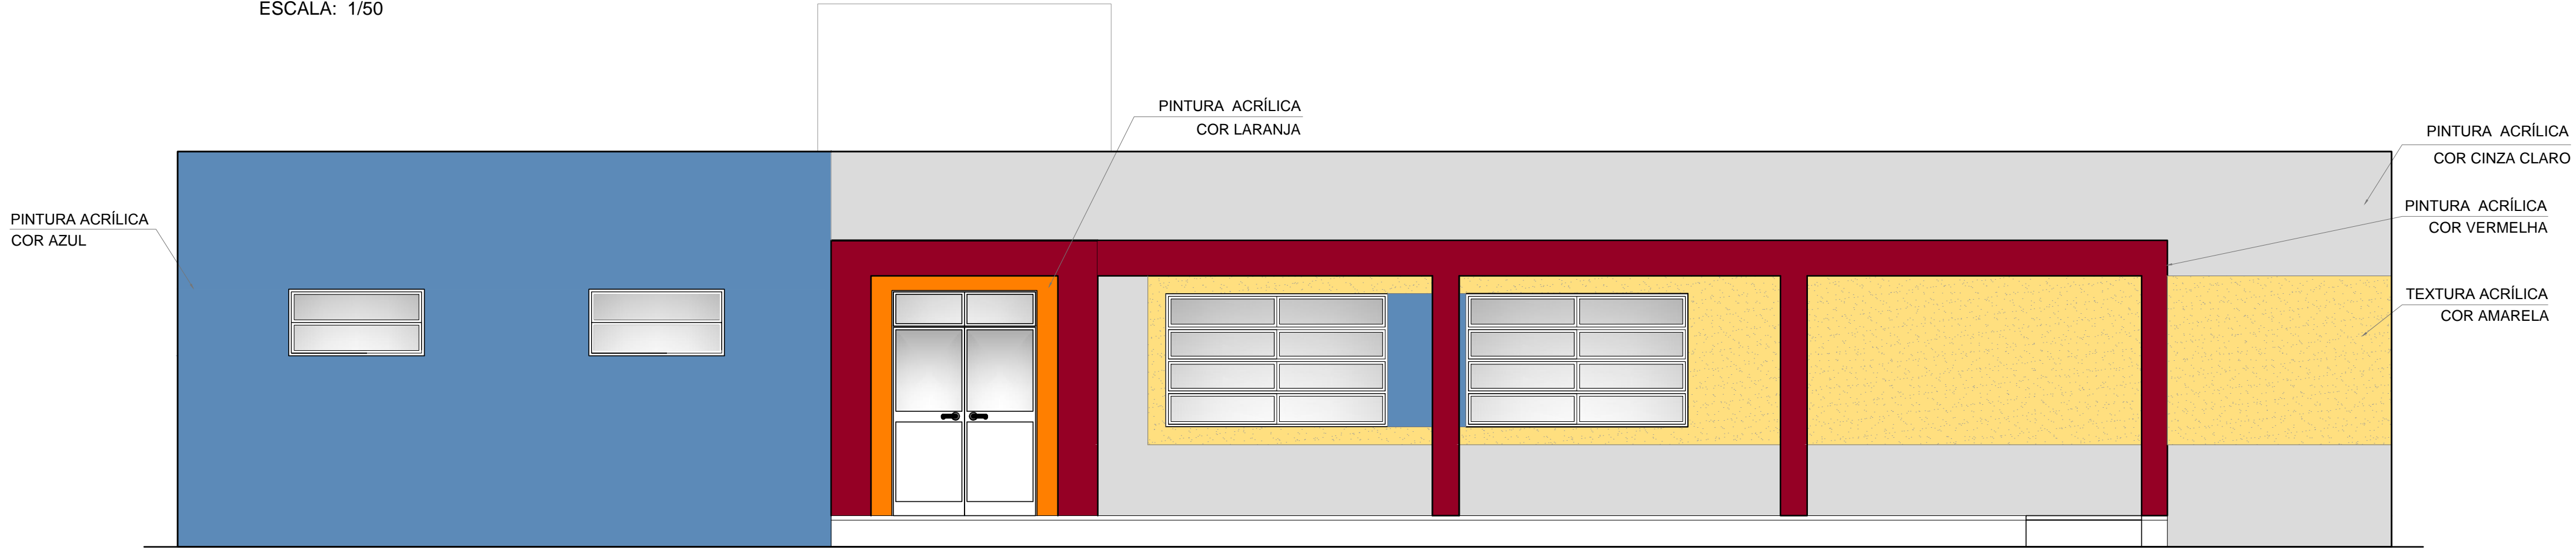 ESCALA: 1/50
PINTURA ACRÍLICA
COR LARANJA
PINTURA ACRÍLICA
COR CINZA CLARO
PINTURA ACRÍLICA
COR AZUL
PINTURA ACRÍLICA
COR VERMELHA
TEXTURA ACRÍLICA
COR AMARELA